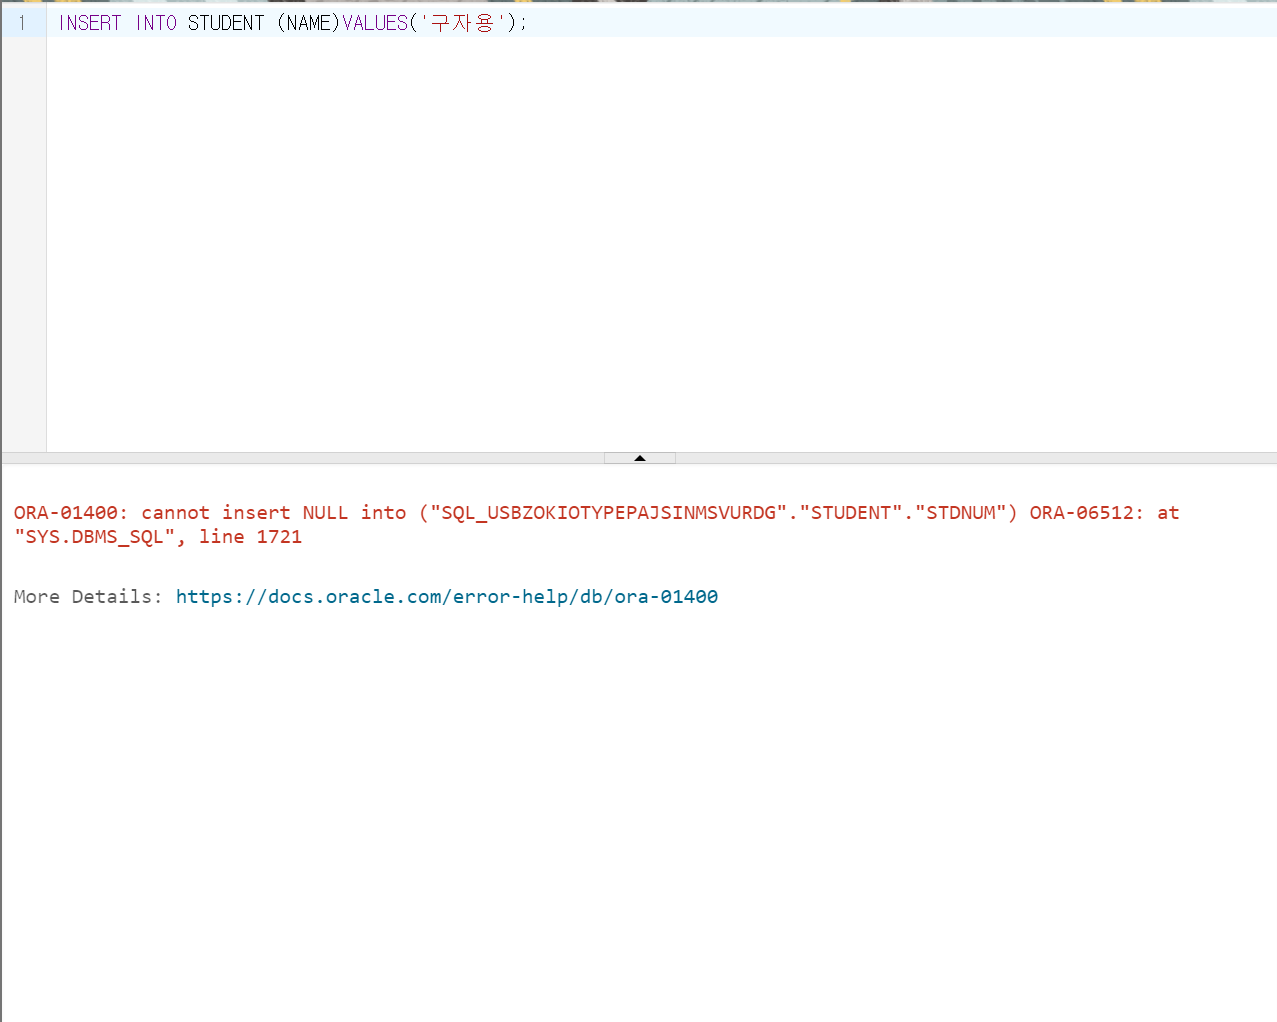 1 INSERT INTO STUDENT (NAME)VALUES('구자용');
ORA-01400: cannot insert NULL into ("SQL_USBZOKIOTYPEPAJSINMSVURDG"."STUDENT"."STDNUM") ORA-06512: at
"SYS.DBMS_SQL", line 1721
More Details: https://docs.oracle.com/error-help/db/ora-01400